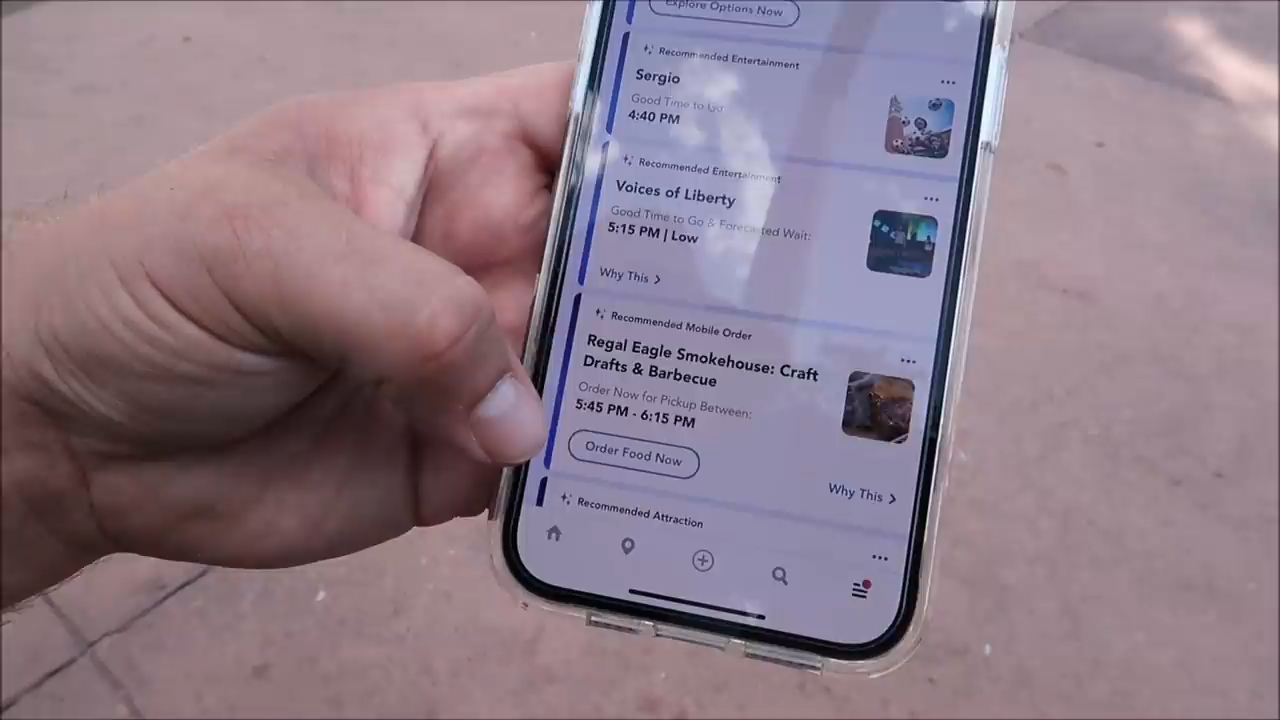 Explore Options Now
Recommended Entertainment
Sergio
Good Time to Go:
4:40 PM
Recommended Entertainment
Voices of Liberty
Good Time to Go & Forecasted Wait:
5:15 PM | Low
Why This >
Recommended Mobile Order
Regal Eagle Smokehouse: Craft
Drafts & Barbecue
Order Now for Pickup Between:
5:45 PM - 6:15 PM
Order Food Now
Why This >
Recommended Attraction